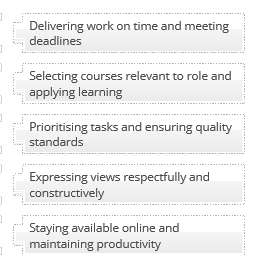 Delivering work on time and meeting
deadlines
Selecting courses relevant to role and
applying learning
Prioritising tasks and ensuring quality
standards
Expressing views respectfully and
constructively
Staying available online and
maintaining productivity